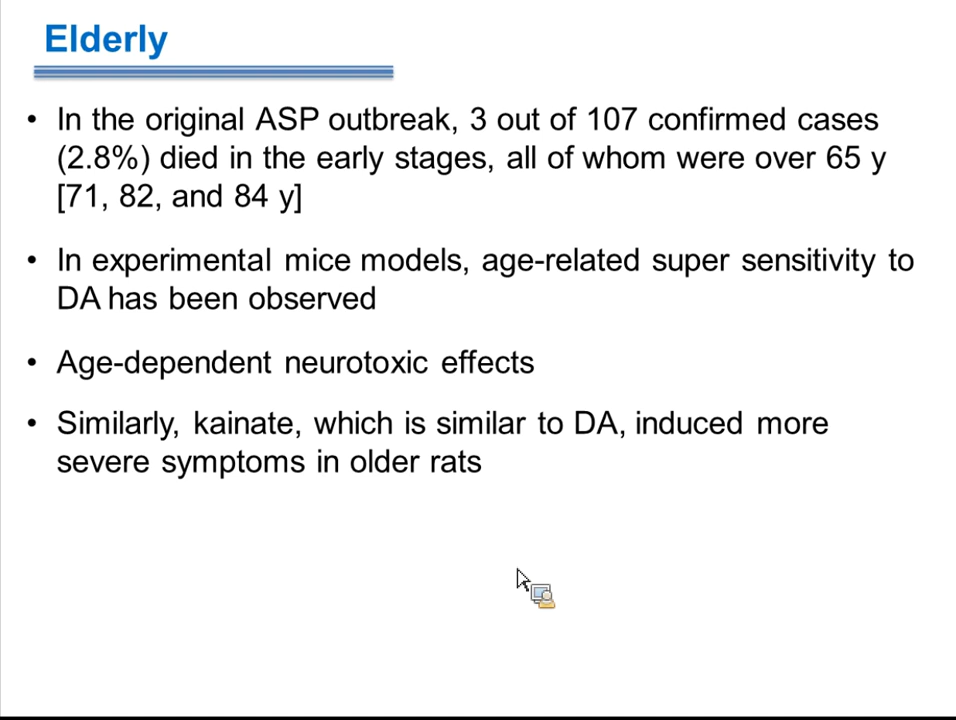 Elderly
• In the original ASP outbreak, 3 out of 107 confirmed cases
(2.8%) died in the early stages, all of whom were over 65 y
[71, 82, and 84 y]
• In experimental mice models, age-related super sensitivity to
DA has been observed
• Age-dependent neurotoxic effects
• Similarly, kainate, which is similar to DA, induced more
severe symptoms in older rats